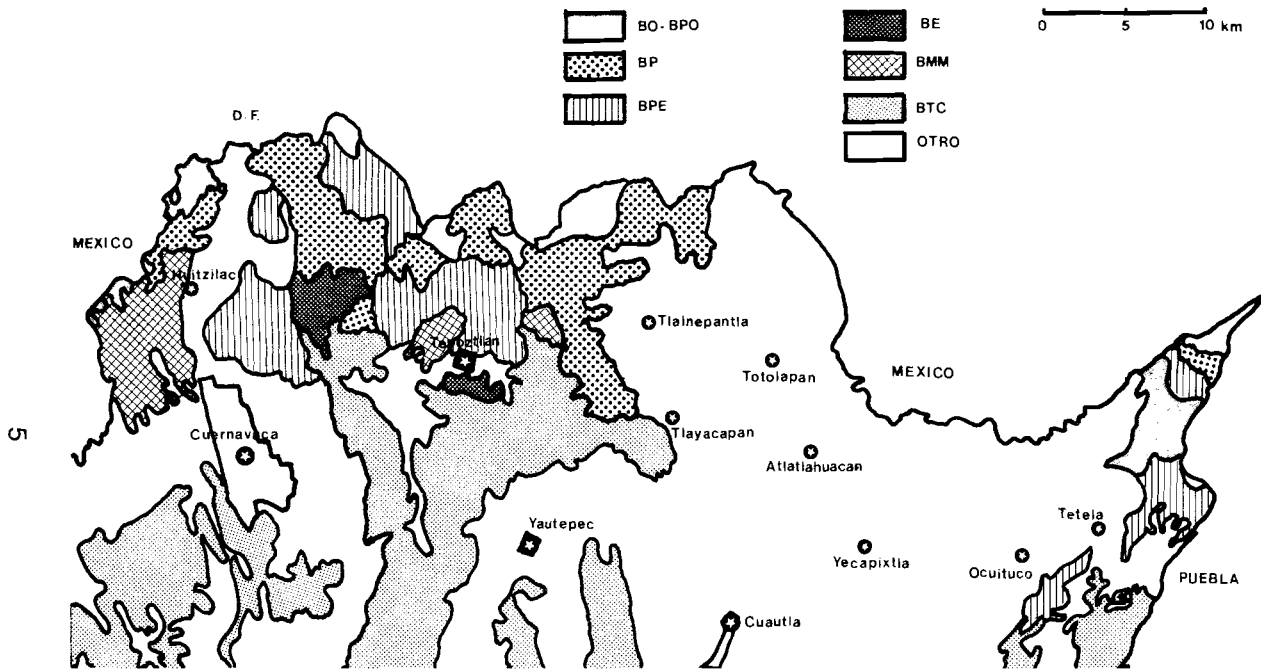 BO-BPO
BP
BPE
BE
BMM
BTC
OTRO
0 5 10 km
D.F.
MEXICO
Huitzilac
Tlalnepantla
Tepoztlan
Totolapan
MEXICO
Tlayacapan
Cuernavaca
Atlatlahuacan
Yautepec
Yecapixtla
Tetela
Ocuituco
PUEBLA
Cuautla
5